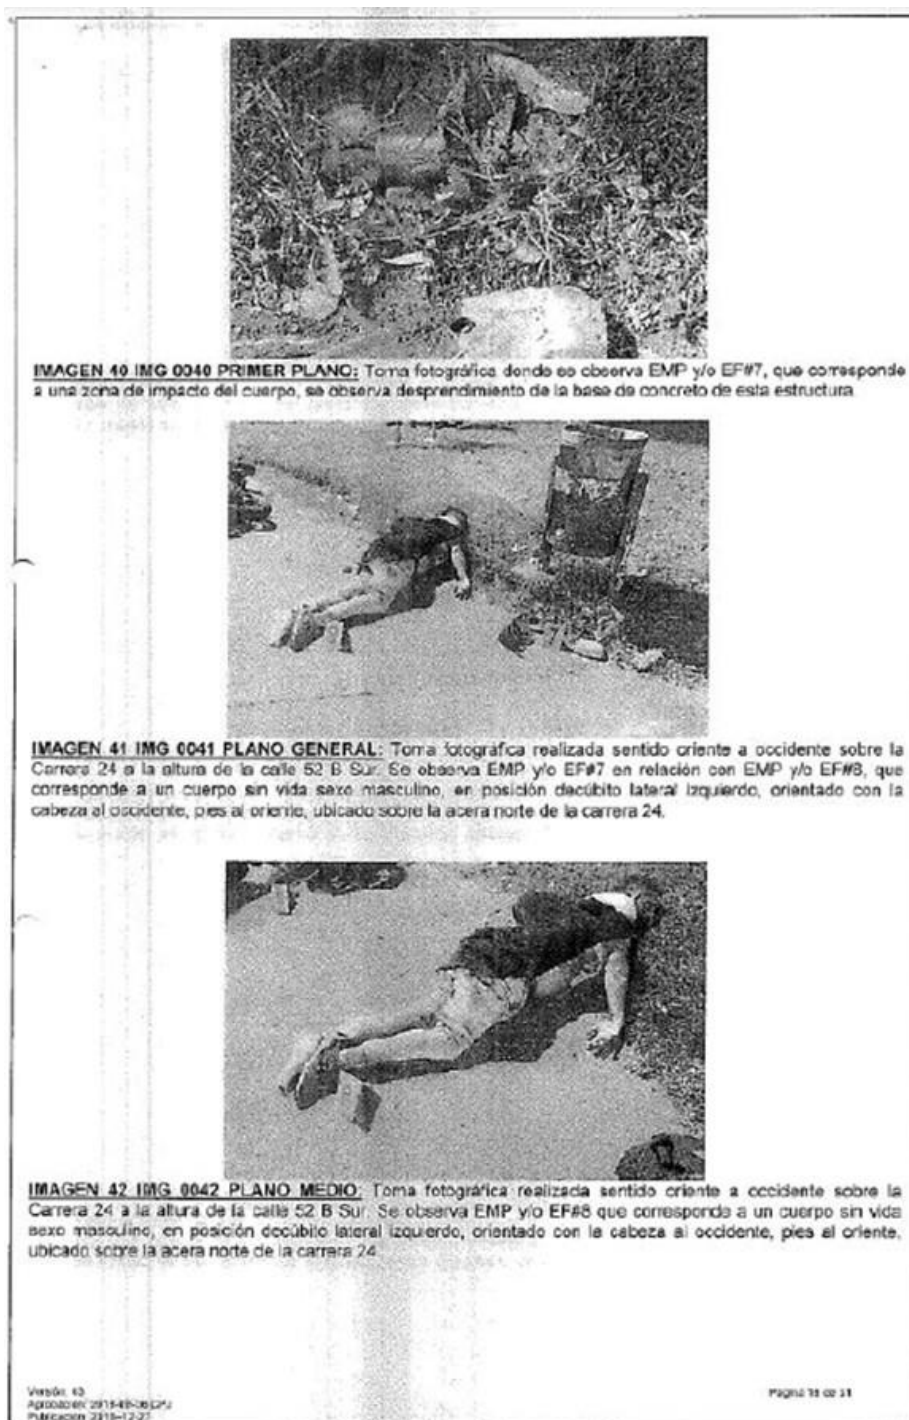 IMAGEN 40 IMG 0040 PRIMER PLANO: Toma fotográfica donde se observa EMP y/o EF#7, que corresponde
a una zona de impacto del cuerpo, se observa desprendimiento de la base de concreto de esta estructura.
IMAGEN 41 IMG 0041 PLANO GENERAL: Toma fotográfica realizada sentido oriente a occidente sobre la
Carrera 24 a la altura de la calle 52 B Sur. Se observa EMP y/o EF#7 en relación con EMP y/o EF#8, que
corresponde a un cuerpo sin vida sexo masculino, en posición decúbito lateral izquierdo, orientado con la
cabeza al occidente, pies al oriente, ubicado sobre la acera norte de la carrera 24.
IMAGEN 42 IMG 0042 PLANO MEDIO: Toma fotográfica realizada sentido oriente a occidente sobre la
Carrera 24 a la altura de la calle 52 B Sur. Se observa EMP y/o EF#8 que corresponde a un cuerpo sin vida
sexo masculino, en posición decúbito lateral izquierdo, orientado con la cabeza al occidente, pies al oriente,
ubicado sobre la acera norte de la carrera 24.
Versión:
Aprobación:
Publicación:
Página de 31